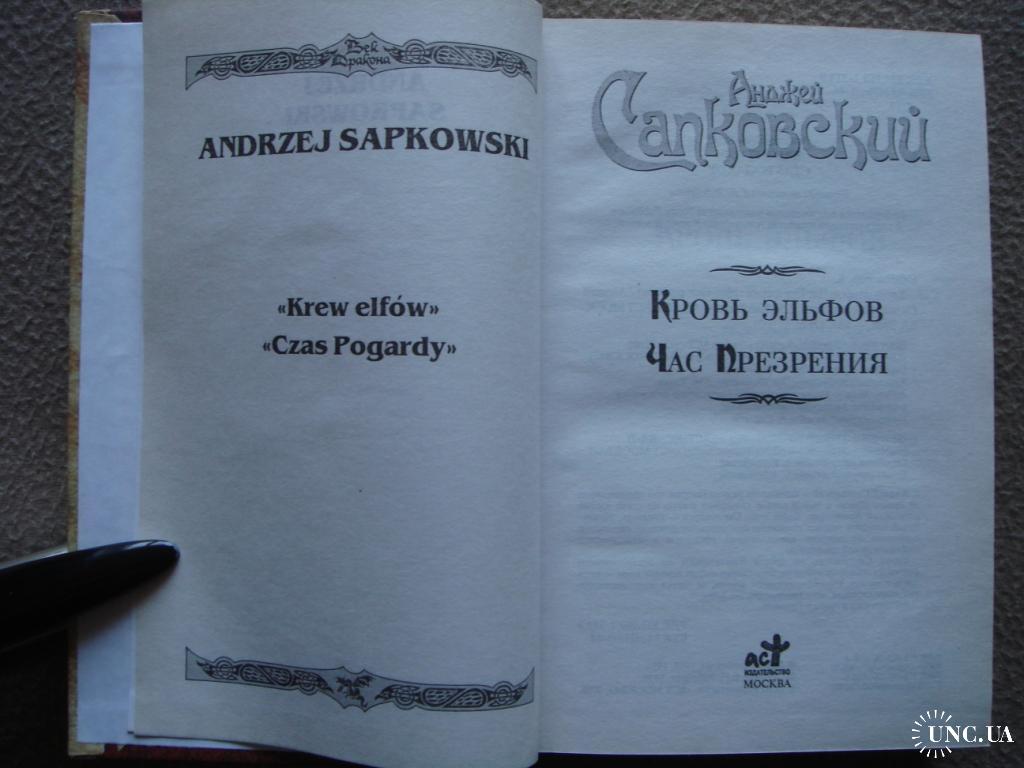 Век
Дракона
ANDRZEJ SAPKOWSKI
«Krew elfów»
«Czas Pogardy»
Анджей
Сапковский
Кровь эльфов
Час Презрения
аст
ИЗДАТЕЛЬСТВО
МОСКВА
UNC.UA